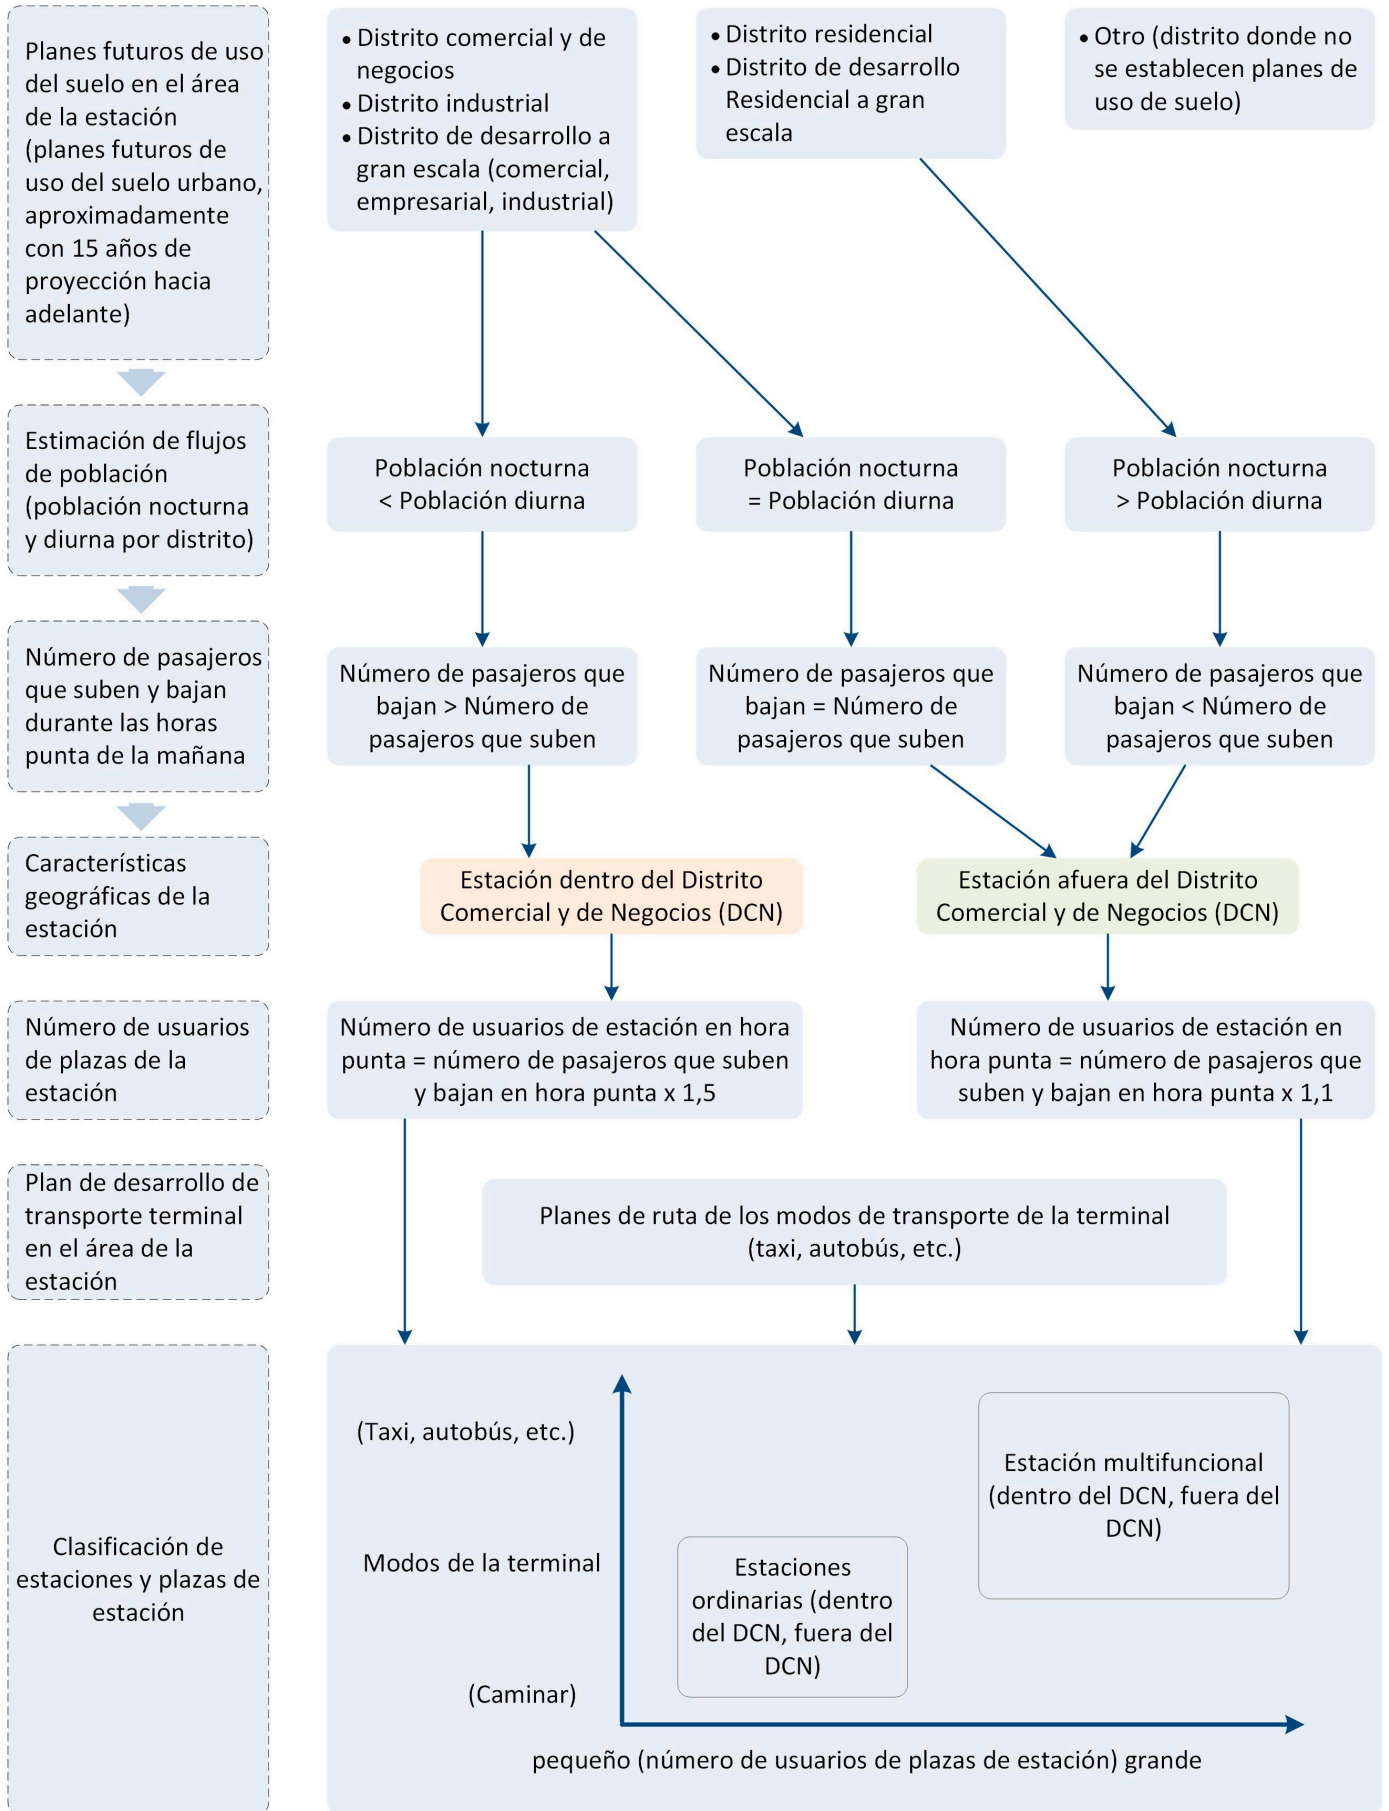 Planes futuros de uso
del suelo en el área
de la estación
(planes futuros de
uso del suelo urbano,
aproximadamente
con 15 años de
proyección hacia
adelante)
• Distrito comercial y de
negocios
• Distrito industrial
• Distrito de desarrollo a
gran escala (comercial,
empresarial, industrial)
• Distrito residencial
• Distrito de desarrollo
Residencial a gran
escala
• Otro (distrito donde no
se establecen planes de
uso de suelo)
Estimación de flujos
de población
(población nocturna
y diurna por distrito)
Población nocturna
< Población diurna
Población nocturna
= Población diurna
Población nocturna
> Población diurna
Número de pasajeros
que suben y bajan
durante las horas
punta de la mañana
Número de pasajeros que
bajan > Número de
pasajeros que suben
Número de pasajeros que
bajan = Número de
pasajeros que suben
Número de pasajeros que
bajan < Número de
pasajeros que suben
Característísicas
geográficas de la
estación
Estación dentro del Distrito
Comercial y de Negocios (DCN)
Estación afuera del Distrito
Comercial y de Negocios (DCN)
Número de usuarios
de plazas de la
estación
Número de usuarios de estación en hora
punta = número de pasajeros que suben
y bajan en hora punta x 1,5
Número de usuarios de estación en
hora punta = número de pasajeros que
suben y bajan en hora punta x 1,1
Plan de desarrollo de
transporte terminal
en el área de la
estación
Planes de ruta de los modos de transporte de la terminal
(taxi, autobús, etc.)
Clasificación de
estaciones y plazas de
estación
(Taxi, autobús, etc.)
Modos de la terminal
(Caminar)
Estaciones
ordinarias (dentro
del DCN, fuera del
DCN)
Estación multifuncional
(dentro del DCN, fuera del
DCN)
pequeño (número de usuarios de plazas de estación) grande